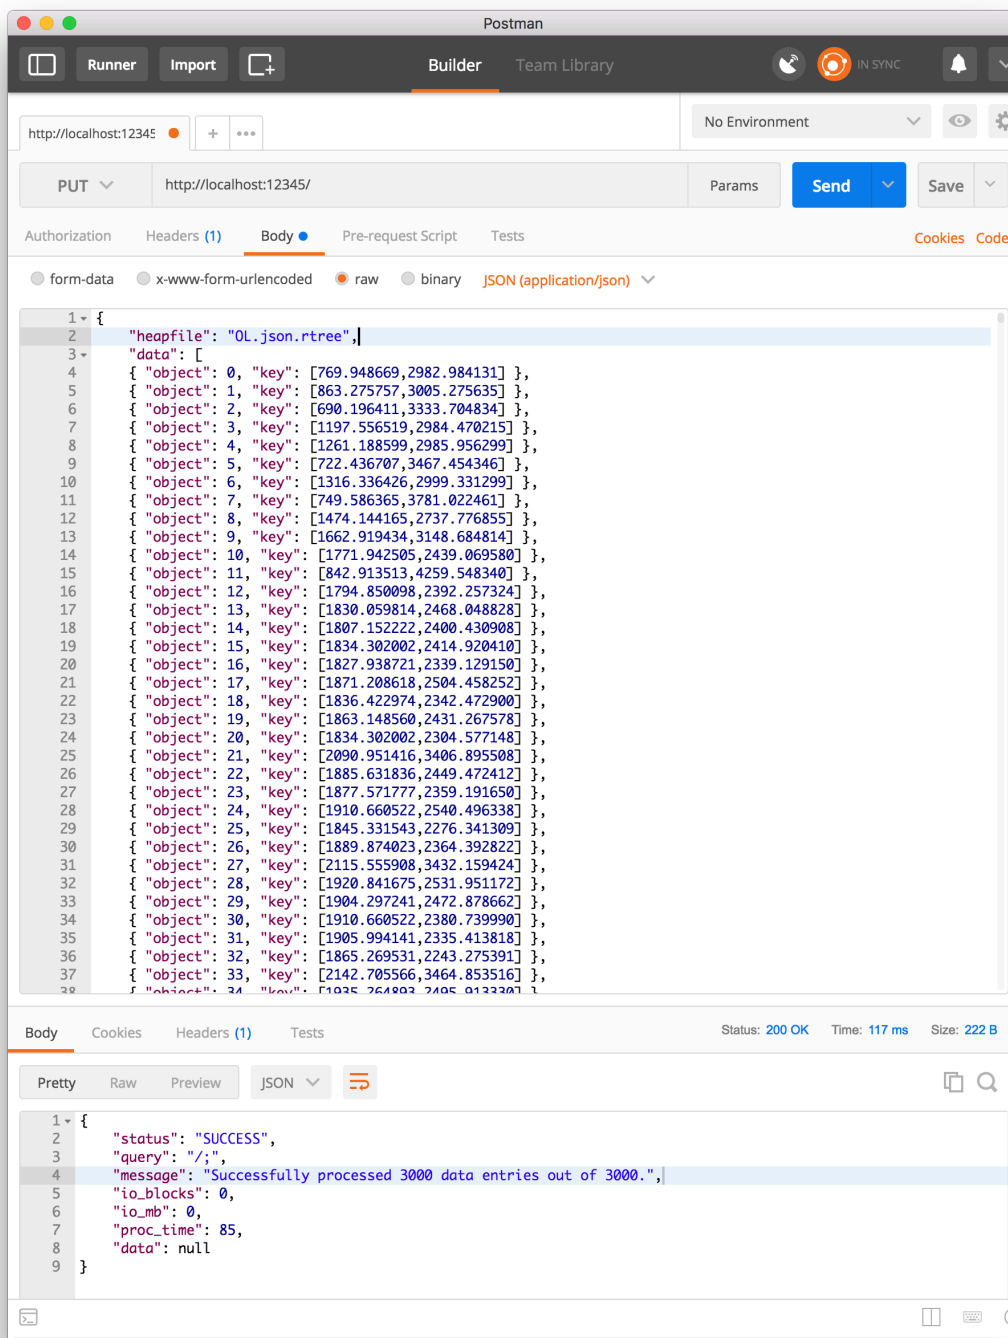 Postman
Runner Import Builder Team Library IN SYNC
http://localhost:12345 + ••• No Environment
PUT http://localhost:12345/ Params Send Save
Authorization Headers (1) Body Pre-request Script Tests Cookies Code
form-data x-www-form-urlencoded raw binary JSON (application/json)
1 {
2 "heapfile": "OL.json.rtree",
3 "data": [
4 { "object": 0, "key": [769.948669,2982.984131] },
5 { "object": 1, "key": [863.275757,3005.275635] },
6 { "object": 2, "key": [690.196411,3333.704834] },
7 { "object": 3, "key": [1197.556519,2984.470215] },
8 { "object": 4, "key": [1261.188599,2985.956299] },
9 { "object": 5, "key": [722.436707,3467.454346] },
10 { "object": 6, "key": [1316.336426,2999.331299] },
11 { "object": 7, "key": [749.586365,3781.022461] },
12 { "object": 8, "key": [1474.144165,2737.776855] },
13 { "object": 9, "key": [1662.919434,3148.684814] },
14 { "object": 10, "key": [1771.942505,2439.069580] },
15 { "object": 11, "key": [842.913513,4259.548340] },
16 { "object": 12, "key": [1794.850098,2392.257324] },
17 { "object": 13, "key": [1830.059814,2468.048828] },
18 { "object": 14, "key": [1807.152222,2400.430908] },
19 { "object": 15, "key": [1834.302002,2414.920410] },
20 { "object": 16, "key": [1827.938721,2339.129150] },
21 { "object": 17, "key": [1871.208618,2504.458252] },
22 { "object": 18, "key": [1836.422974,2342.472900] },
23 { "object": 19, "key": [1863.148560,2431.267578] },
24 { "object": 20, "key": [1834.302002,2304.577148] },
25 { "object": 21, "key": [2090.951416,3406.895508] },
26 { "object": 22, "key": [1885.631836,2449.472412] },
27 { "object": 23, "key": [1877.571777,2359.191650] },
28 { "object": 24, "key": [1910.660522,2540.496338] },
29 { "object": 25, "key": [1845.331543,2276.341309] },
30 { "object": 26, "key": [1889.874023,2364.392822] },
31 { "object": 27, "key": [2115.555908,3432.159424] },
32 { "object": 28, "key": [1920.841675,2531.951172] },
33 { "object": 29, "key": [1904.297241,2472.878662] },
34 { "object": 30, "key": [1910.660522,2380.739990] },
35 { "object": 31, "key": [1905.994141,2335.413818] },
36 { "object": 32, "key": [1865.269531,2243.275391] },
37 { "object": 33, "key": [2142.705566,3464.853516] },
38 { "object": 34, "key": [1935.264893,2495.913330] },
Body Cookies Headers (1) Tests Status: 200 OK Time: 117 ms Size: 222 B
Pretty Raw Preview JSON
1 {
2 "status": "SUCCESS",
3 "query": "/;",
4 "message": "Successfully processed 3000 data entries out of 3000.",
5 "io_blocks": 0,
6 "io_mb": 0,
7 "proc_time": 85,
8 "data": null
9 }